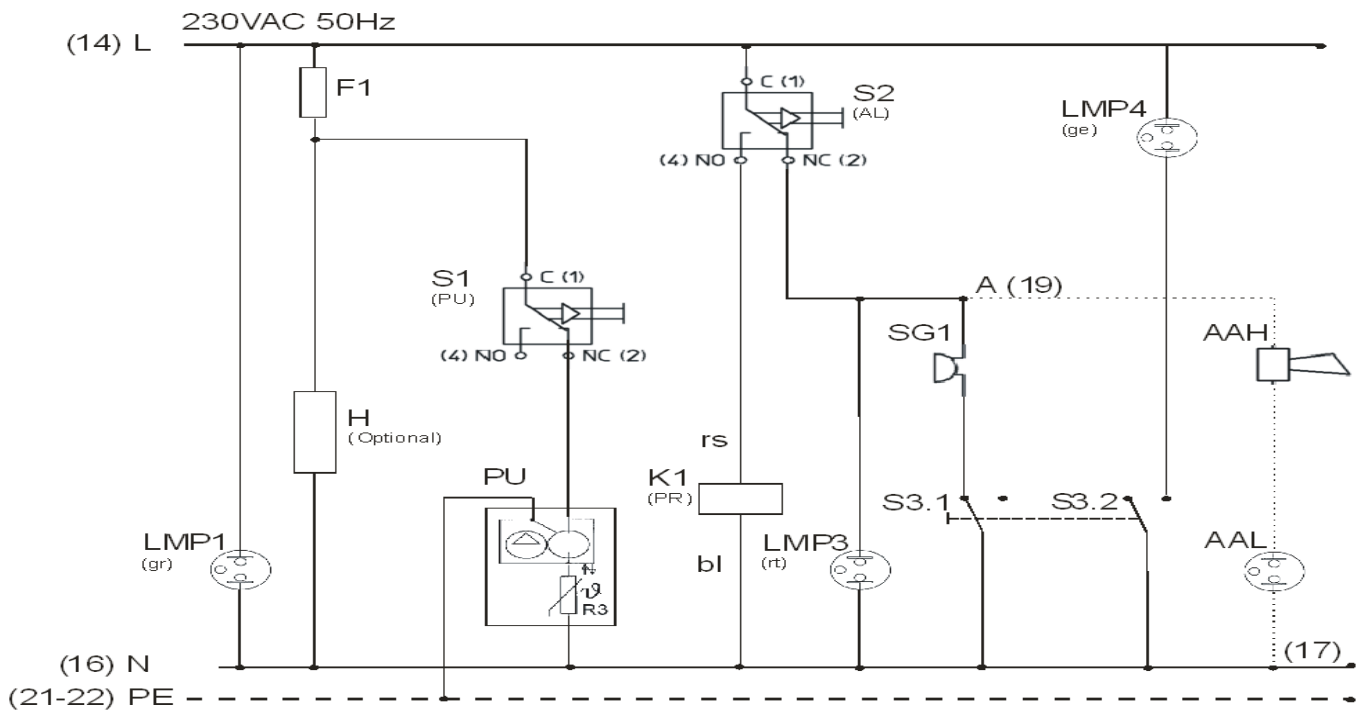 230VAC 50Hz
(14) L
F1
C (1)
S2
(AL)
LMP4
(ge)
(4) NO
NC (2)
S1
(PU)
C (1)
A (19)
(4) NO
NC (2)
SG1
AAH
H
(Optional)
rs
PU
K1
(PR)
S3.1
S3.2
LMP1
(gr)
bl
LMP3
(rt)
AAL
ϑ
R3
(16) N
(17)
(21-22) PE